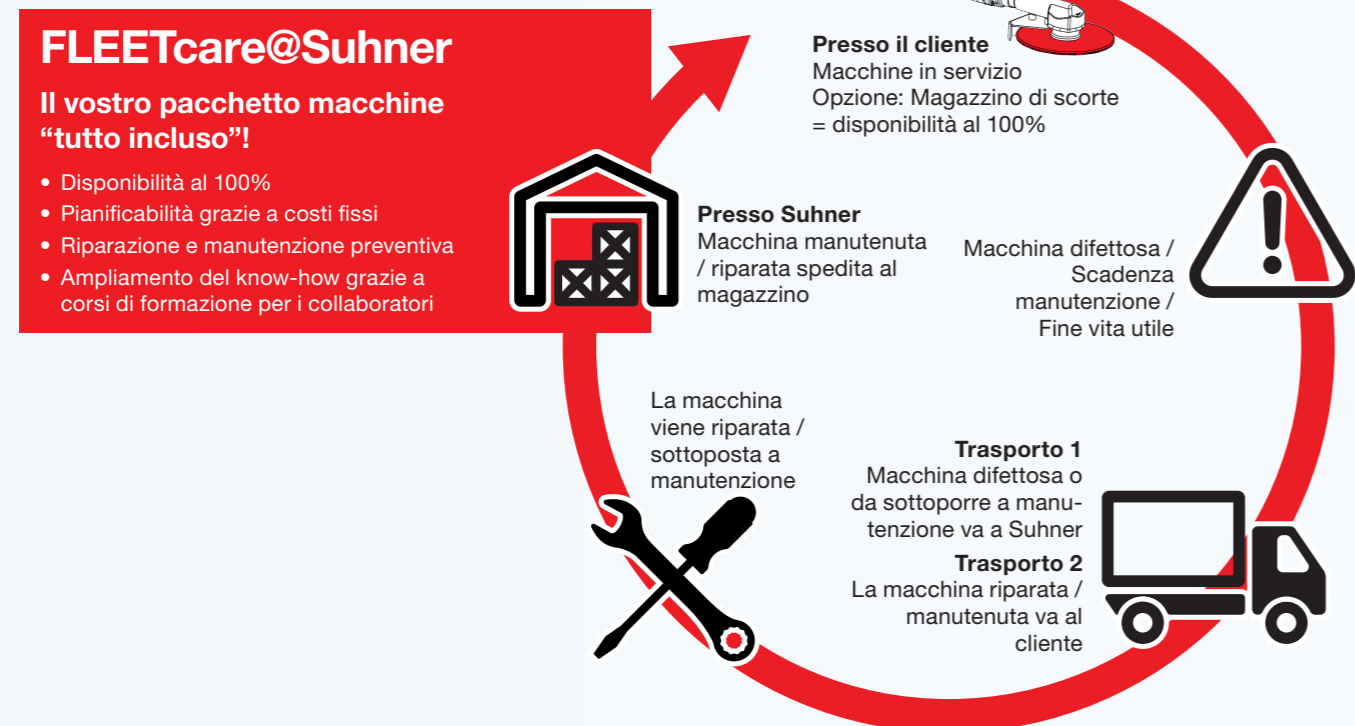 FLEETcare@Suhner
Il vostro pacchetto macchine
“tutto incluso”!
• Disponibilità al 100%
• Pianificabilità grazie a costi fissi
• Riparazione e manutenzione preventiva
• Ampliamento del know-how grazie a
corsi di formazione per i collaboratori
Presso il cliente
Macchine in servizio
Opzione: Magazzino di scorte
= disponibilità al 100%
Macchina difettosa /
Scadenza
manutenzione /
Fine vita utile
Trasporto 1
Macchina difettosa o
da sottoporre a manu-
tenzione va a Suhner
Trasporto 2
La macchina riparata /
manutenuta va al
cliente
La macchina
viene riparata /
sottoposta a
manutenzione
Presso Suhner
Macchina manutenuta
/ riparata spedita al
magazzino